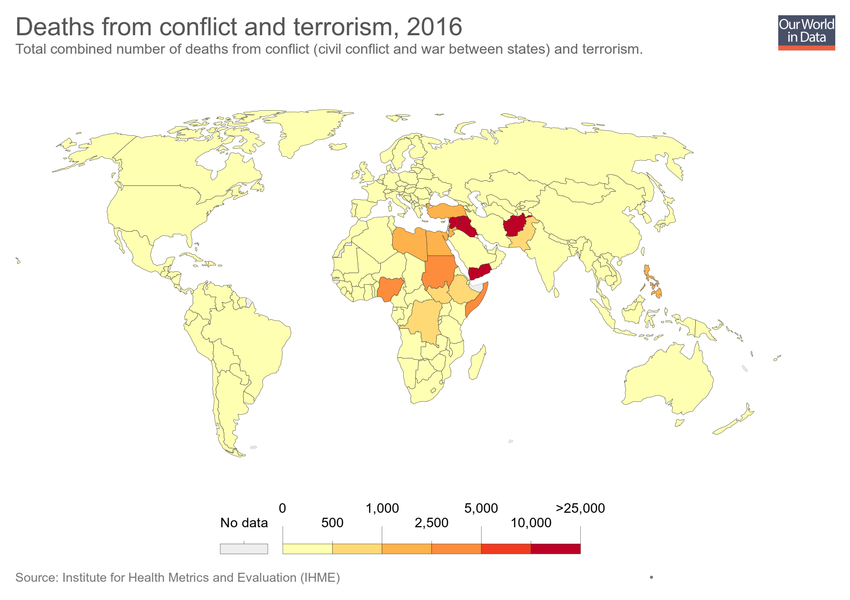 Deaths from conflict and terrorism, 2016
Total combined number of deaths from conflict (civil conflict and war between states) and terrorism.
Our World
in Data
0 1,000 5,000 >25,000
No data 500 2,500 10,000
Source: Institute for Health Metrics and Evaluation (IHME)